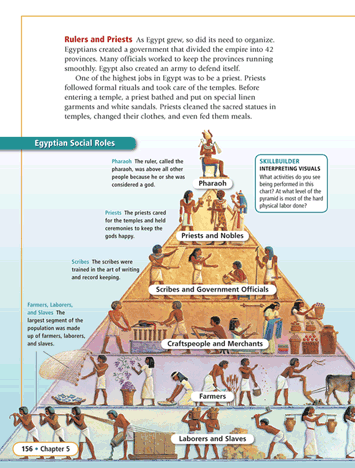 Rulers and Priests As Egypt grew, so did its need to organize.
Egyptians created a government that divided the empire into 42
provinces. Many officials worked to keep the provinces running
smoothly. Egypt also created an army to defend itself.
One of the highest jobs in Egypt was to be a priest. Priests
followed formal rituals and took care of the temples. Before
entering a temple, a priest bathed and put on special linen
garments and white sandals. Priests cleaned the sacred statues in
temples, changed their clothes, and even fed them meals.
Egyptian Social Roles
Pharaoh The ruler, called the
pharaoh, was above all other
people because he or she was
considered a god.
Pharaoh
SKILLBUILDER
INTERPRETING VISUALS
What activities do you see
being performed in this
chart? At what level of the
pyramid is most of the hard
physical labor done?
Priests The priests cared
for the temples and held
ceremonies to keep the
gods happy.
Priests and Nobles
Scribes The scribes were
trained in the art of writing
and record keeping.
Scribes and Government Officials
Farmers, Laborers,
and Slaves The
largest segment of the
population was made
up of farmers, laborers,
and slaves.
Craftspeople and Merchants
Farmers
Laborers and Slaves
156 • Chapter 5